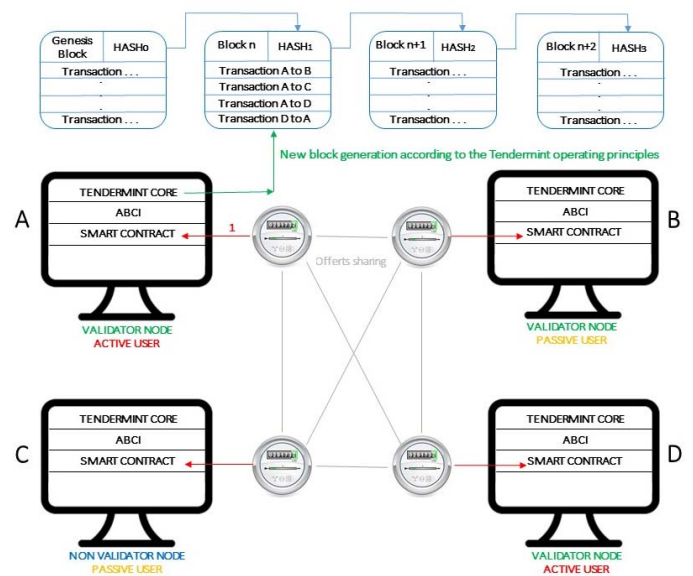 Genesis Block HASH0
Transaction . . .
.
.
Transaction . . .
Block n HASH1
Transaction A to B
Transaction A to C
Transaction A to D
Transaction D to A
Block n+1 HASH2
Transaction . . .
.
.
Transaction . . .
Block n+2 HASH3
Transaction . . .
.
.
Transaction . . .
New block generation according to the Tendermint operating principles
A
TENDERMINT CORE
ABCI
SMART CONTRACT
1
VALIDATOR NODE
ACTIVE USER
Offerts sharing
B
TENDERMINT CORE
ABCI
SMART CONTRACT
VALIDATOR NODE
PASSIVE USER
C
TENDERMINT CORE
ABCI
SMART CONTRACT
NON VALIDATOR NODE
PASSIVE USER
D
TENDERMINT CORE
ABCI
SMART CONTRACT
VALIDATOR NODE
ACTIVE USER